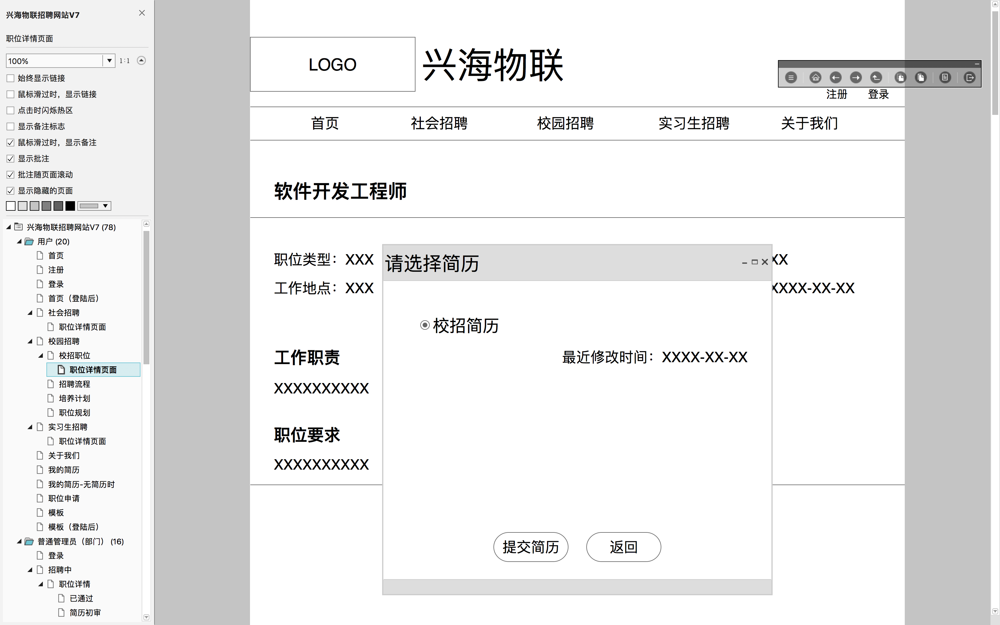 兴海物联招聘网站V7
职位详情页面
100%
1:1
始终显示链接
鼠标滑过时，显示链接
点击时闪烁热区
显示备注标志
鼠标滑过时，显示备注
显示批注
批注随页面滚动
显示隐藏的页面
兴海物联招聘网站V7 (78)
用户 (20)
首页
注册
登录
首页（登陆后）
社会招聘
职位详情页面
校园招聘
校招职位
职位详情页面
招聘流程
培养计划
职位规划
实习生招聘
职位详情页面
关于我们
我的简历
我的简历-无简历时
职位申请
模板
模板（登陆后）
普通管理员（部门） (16)
登录
招聘中
职位详情
已通过
简历初审
LOGO 兴海物联
注册 登录
首页 社会招聘 校园招聘 实习生招聘 关于我们
软件开发工程师
职位类型：XXX
XX
工作地点：XXX
XXXX-XX-XX
工作职责
XXXXXXXXXX
职位要求
XXXXXXXXXX
请选择简历
校招简历
最近修改时间：XXXX-XX-XX
提交简历 返回